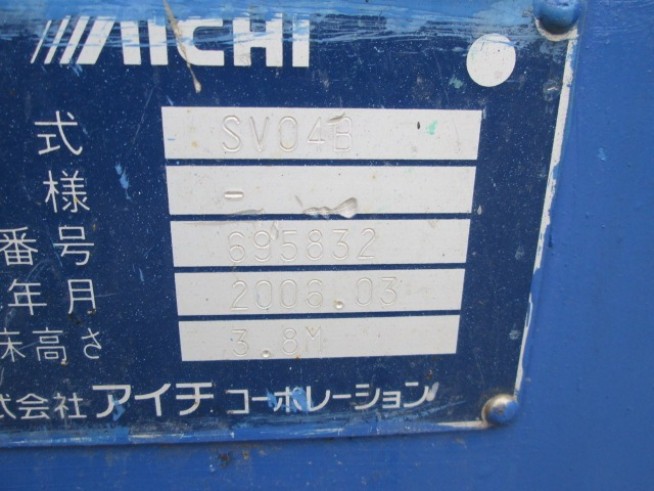 AICHI
式 SV04B
様 -
番号 695832
年月 2006.03
床高さ 3.8M
式会社 アイチ コーポレーション